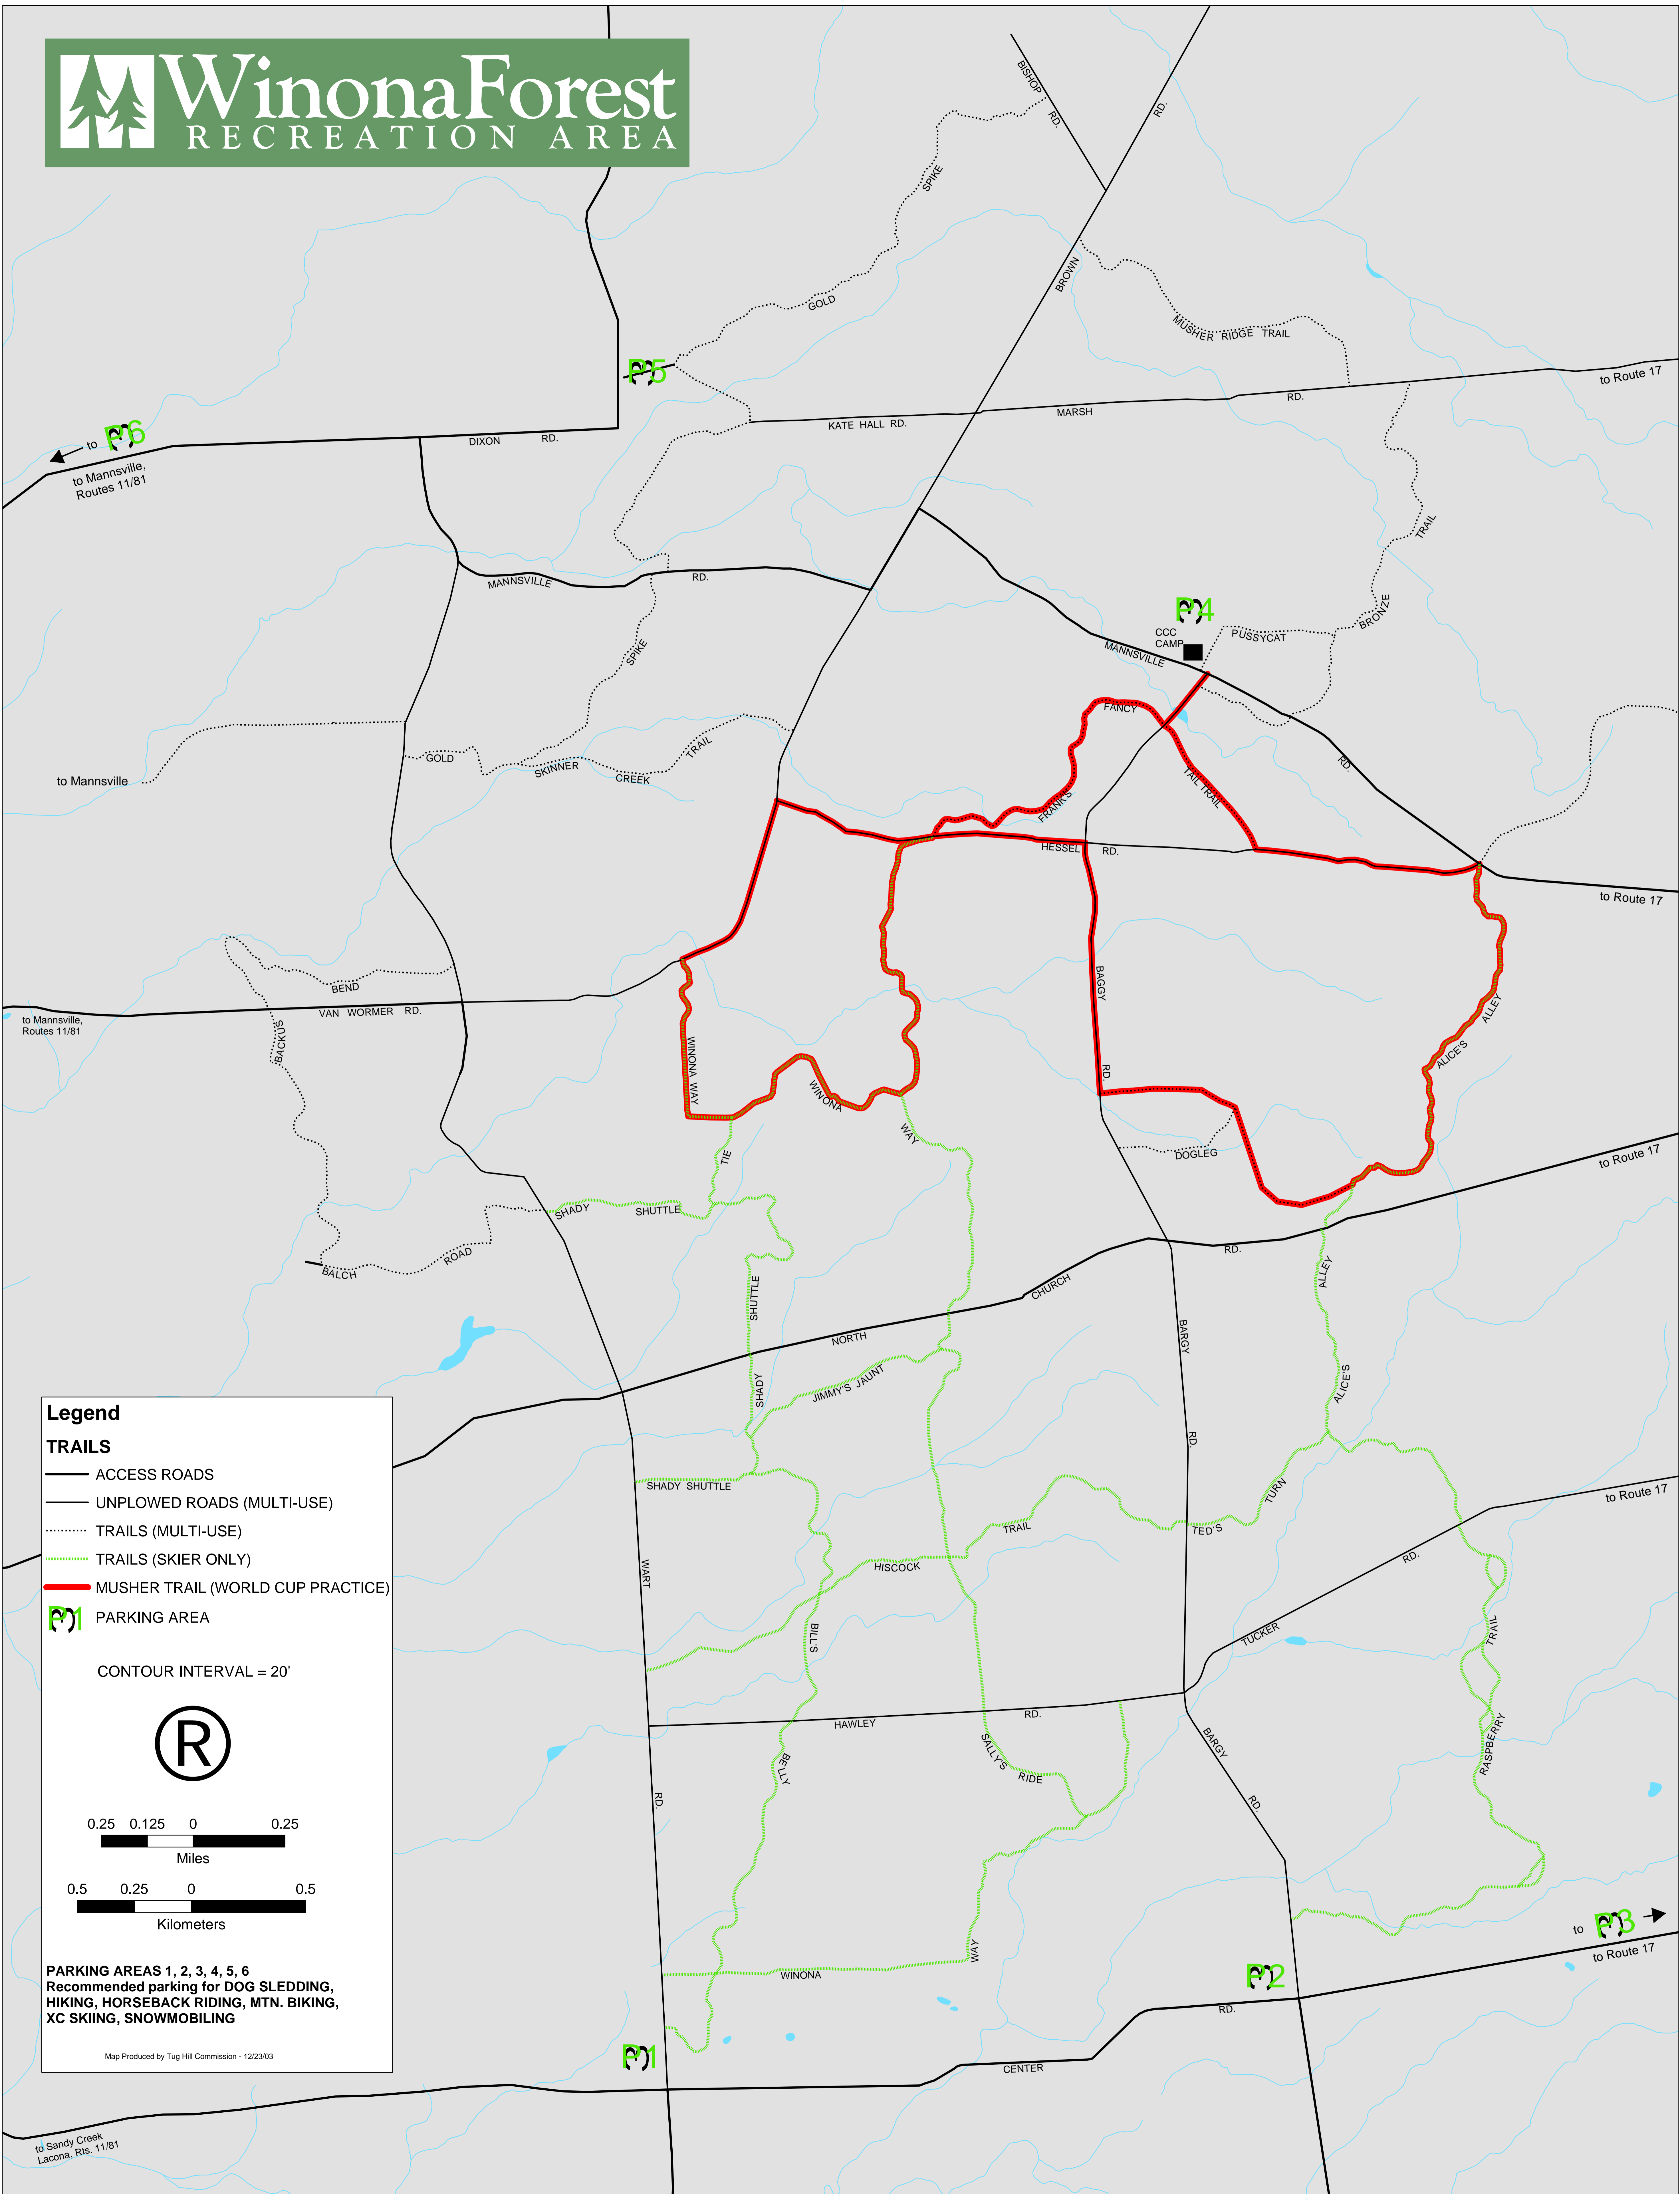 WinonaForest
RECREATION AREA
BISHOP
RD.
RD.
SPIKE
BROWN
GOLD
MUSHER RIDGE TRAIL
P5
to Route 17
KATE HALL RD.
MARSH
RD.
to P6
to Mannsville,
Routes 11/81
DIXON RD.
TRAIL
MANNSVILLE
RD.
BRONZE
P4
CCC
CAMP
PUSSYCAT
MANNSVILLE
SPIKE
FANCY
RD.
TRAIL
GOLD
SKINNER
CREEK
to Mannsville
TAIL TRAIL
FRANK'S
HESSEL
RD.
to Route 17
BEND
BAGGY
ALLEY
VAN WORMER RD.
to Mannsville,
Routes 11/81
BACKUS
WINONA WAY
ALICE'S
RD.
WINONA
WAY
TIE
DOGLEG
to Route 17
SHADY
SHUTTLE
ROAD
BALCH
RD.
ALLEY
CHURCH
SHUTTLE
NORTH
BARGY
SHADY
JIMMY'S JAUNT
ALICE'S
RD.
SHADY SHUTTLE
TURN
to Route 17
TRAIL
TED'S
WART
HISCOCK
RD.
BILL'S
TUCKER
TRAIL
HAWLEY
RD.
SALLY'S
RIDE
BARGY
RASPBERRY
BELLY
RD.
RD.
WAY
WINONA
to P3
to Route 17
P2
RD.
P1
CENTER
to Sandy Creek
Lacona, Rts. 11/81
Legend
TRAILS
ACCESS ROADS
UNPLOWED ROADS (MULTI-USE)
TRAILS (MULTI-USE)
TRAILS (SKIER ONLY)
MUSHER TRAIL (WORLD CUP PRACTICE)
P1 PARKING AREA
CONTOUR INTERVAL = 20'
®
0.25 0.125 0 0.25
Miles
0.5 0.25 0 0.5
Kilometers
PARKING AREAS 1, 2, 3, 4, 5, 6
Recommended parking for DOG SLEDDING,
HIKING, HORSEBACK RIDING, MTN. BIKING,
XC SKIING, SNOWMOBILING
Map Produced by Tug Hill Commission - 12/23/03